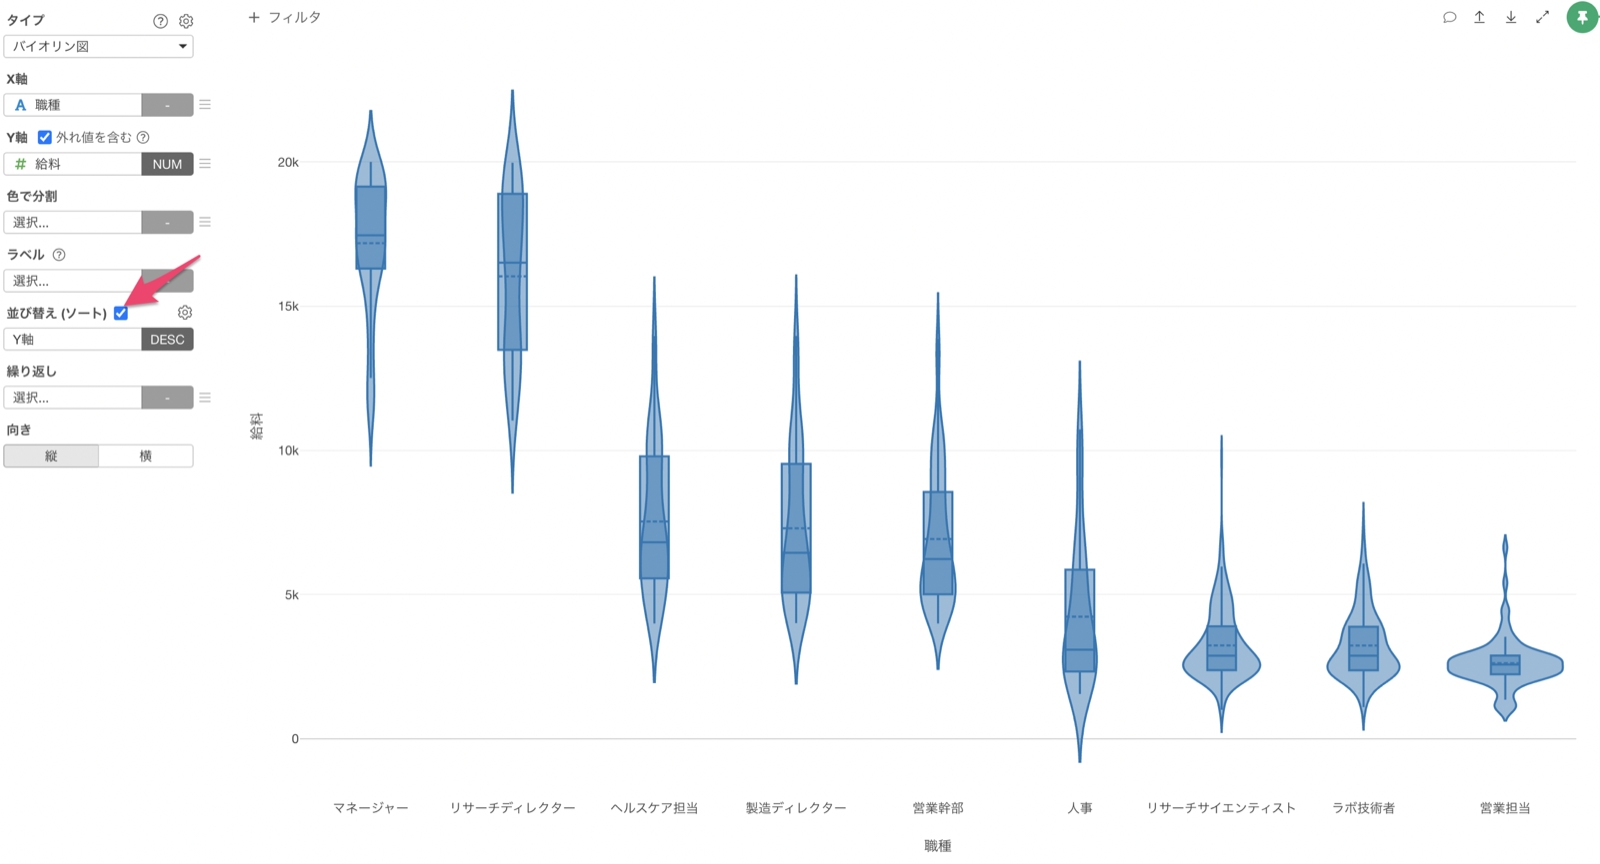 タイプ
バイオリン図
X軸
A 職種 -
Y軸 外れ値を含む
# 給料 NUM
色で分割
選択... -
ラベル
選択...
並び替え (ソート)
Y軸 DESC
繰り返し
選択... -
向き
縦 横
+ フィルタ
20k
15k
10k
5k
0
給料
マネージャー リサーチディレクター ヘルスケア担当 製造ディレクター 営業幹部 人事 リサーチサイエンティスト ラボ技術者 営業担当
職種